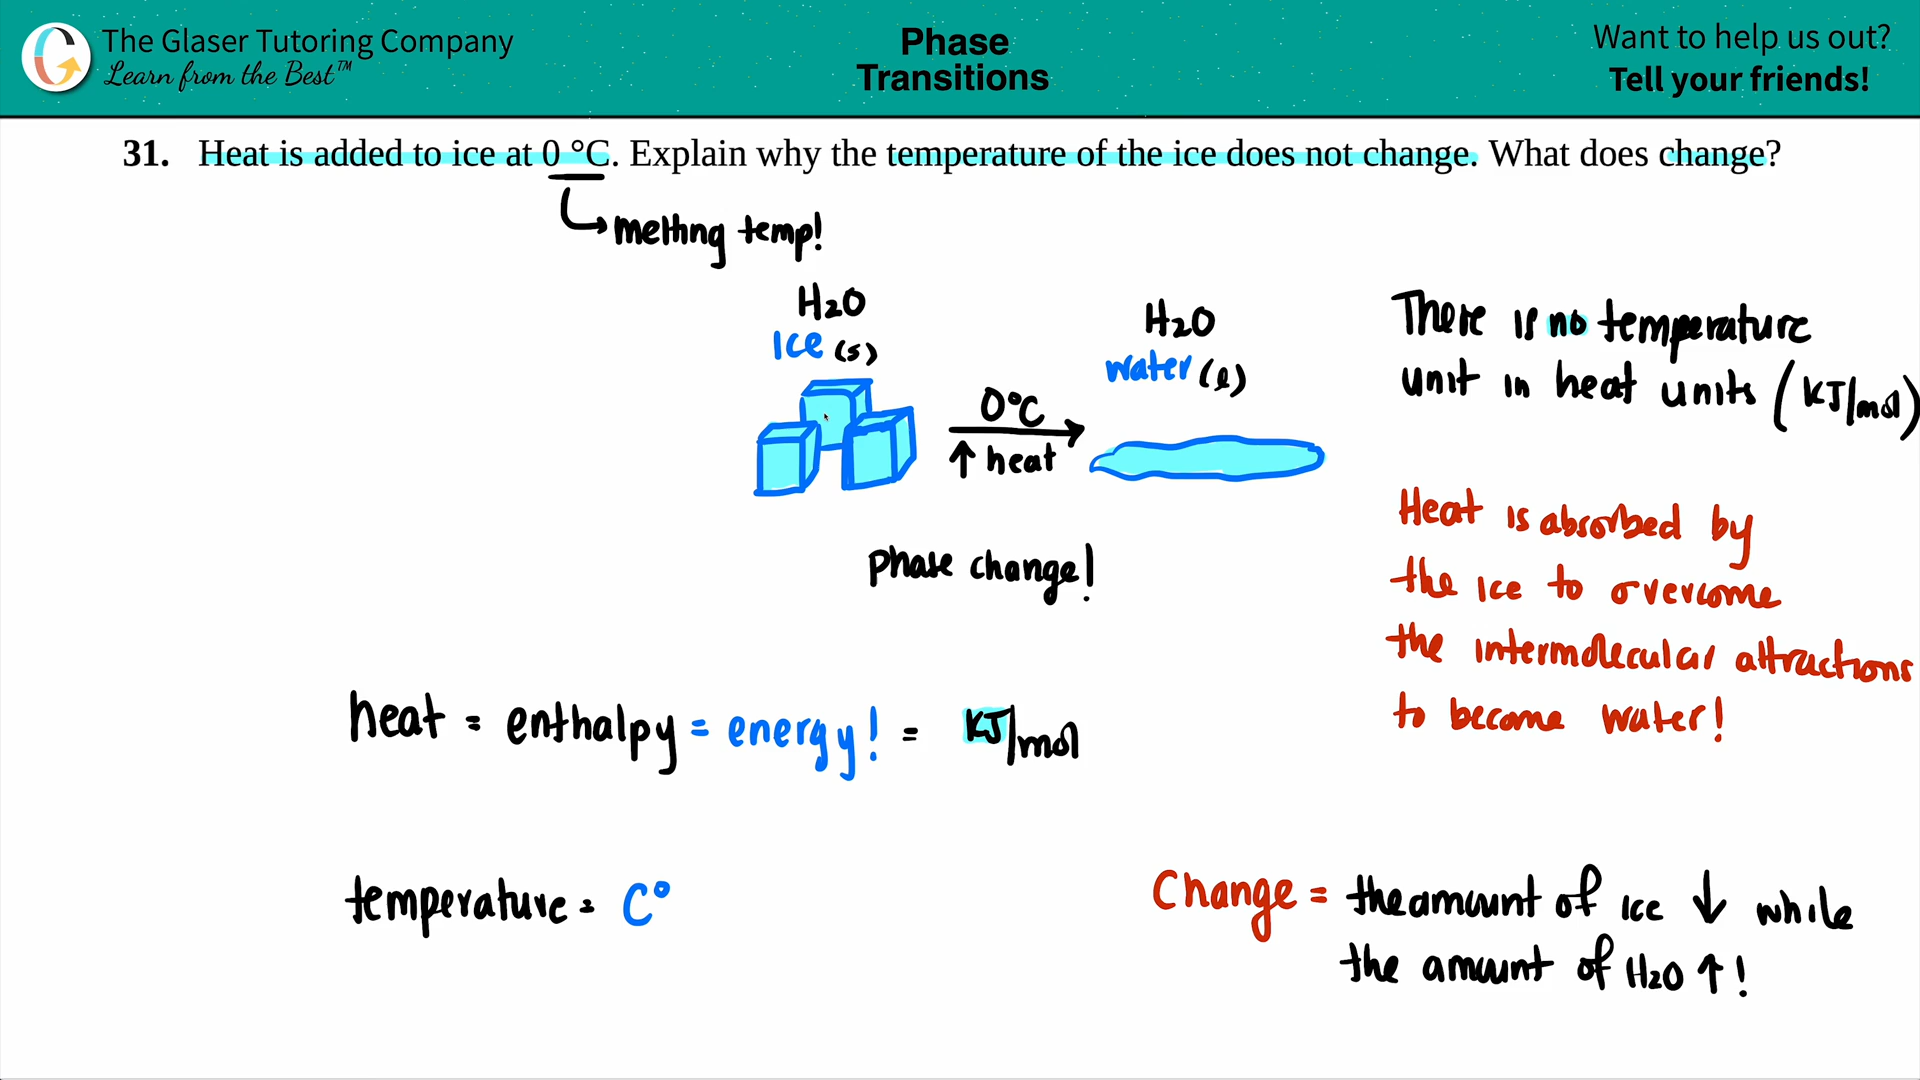 The Glaser Tutoring Company
Learn from the Best™
Phase
Transitions
Want to help us out?
Tell your friends!
31. Heat is added to ice at 0 °C. Explain why the temperature of the ice does not change. What does change?
melting temp!
H2O
Ice (s)
H2O
water (l)
0°C
↑ heat
phase change!
There is no temperature
unit in heat units (KJ/mol)
Heat is absorbed by
the ice to overcome
the intermolecular attractions
to become water!
heat = enthalpy = energy! = KJ/mol
temperature = C°
Change = the amount of ice ↓ while
the amount of H2O ↑ !